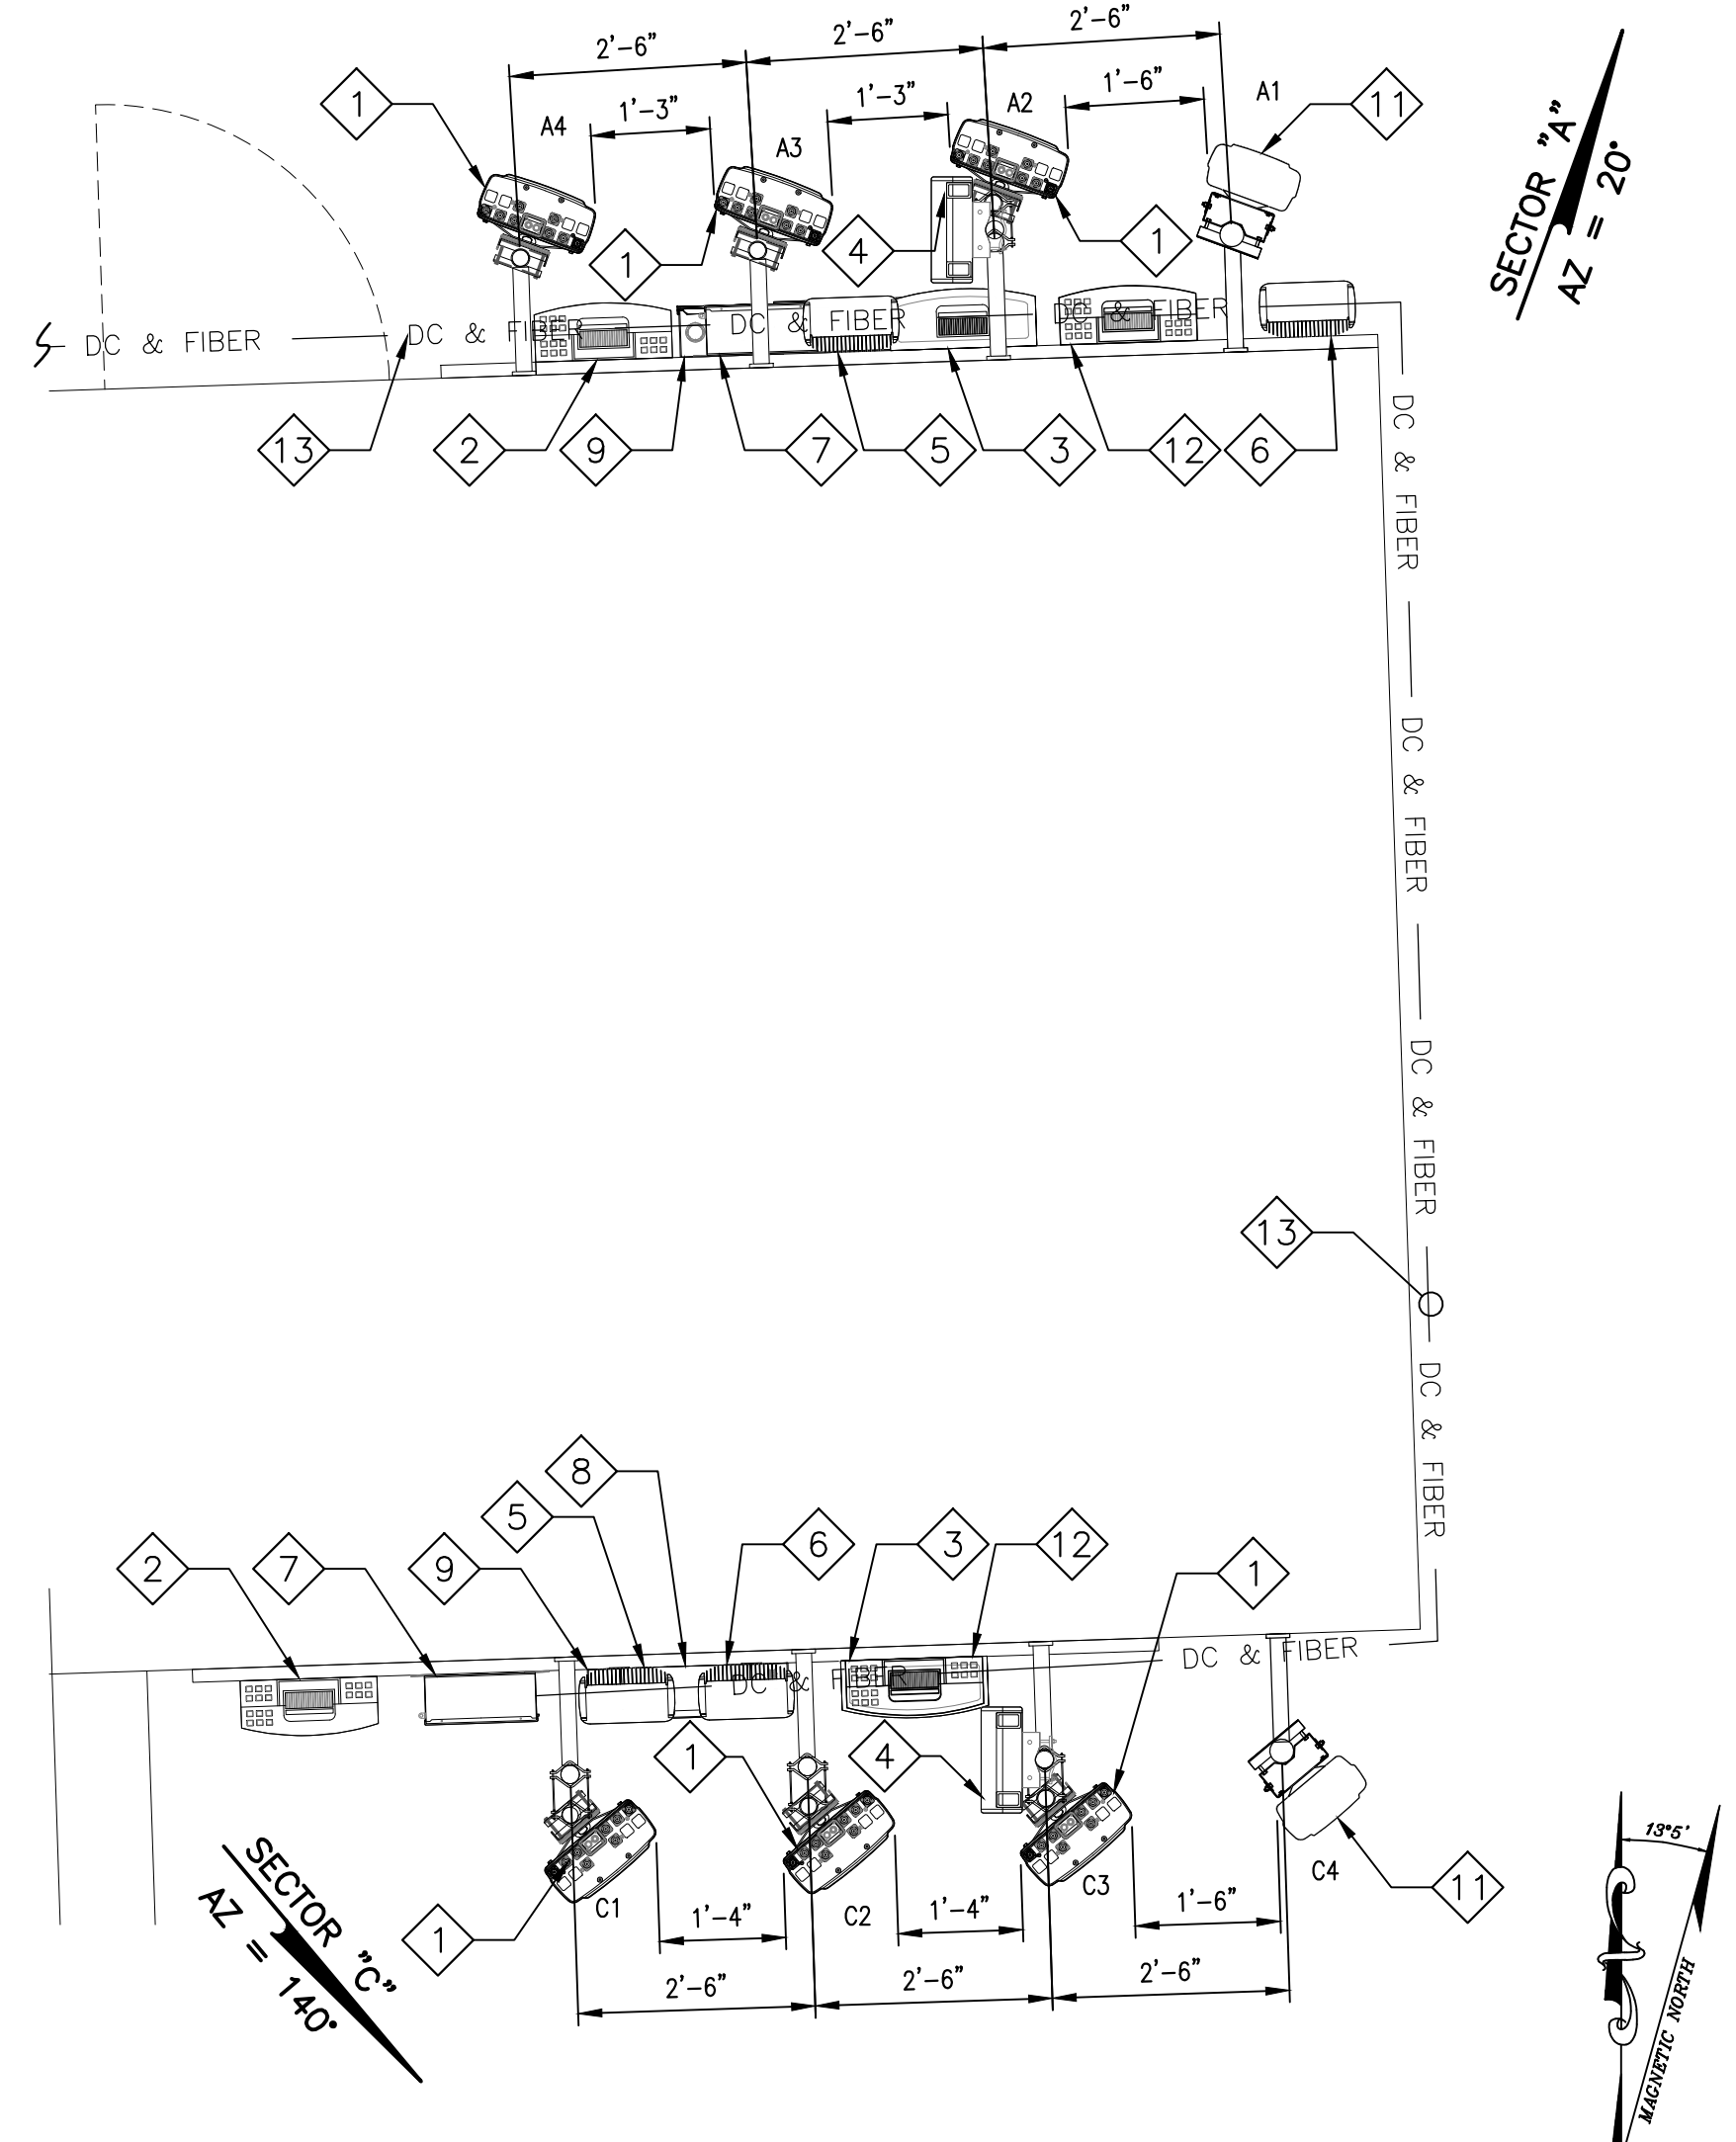 2'-6" 2'-6" 2'-6"
1'-3" 1'-3" 1'-6"
A4 A3 A2 A1
1 11
SECTOR "A"
AZ = 20°
1 4 1
DC & FIBER DC & FIBER DC & FIBER DC & FIBER
13 2 9 7 5 3 12 6
DC & FIBER
DC & FIBER
DC & FIBER
13
DC & FIBER
8
5 6 3 12
2 7 9 1
DC & FIBER DC & FIBER
1 4
C1 C2 C3 C4
1 11
1'-4" 1'-4" 1'-6"
2'-6" 2'-6" 2'-6"
SECTOR "C"
AZ = 140°
13°5'
MAGNETIC NORTH